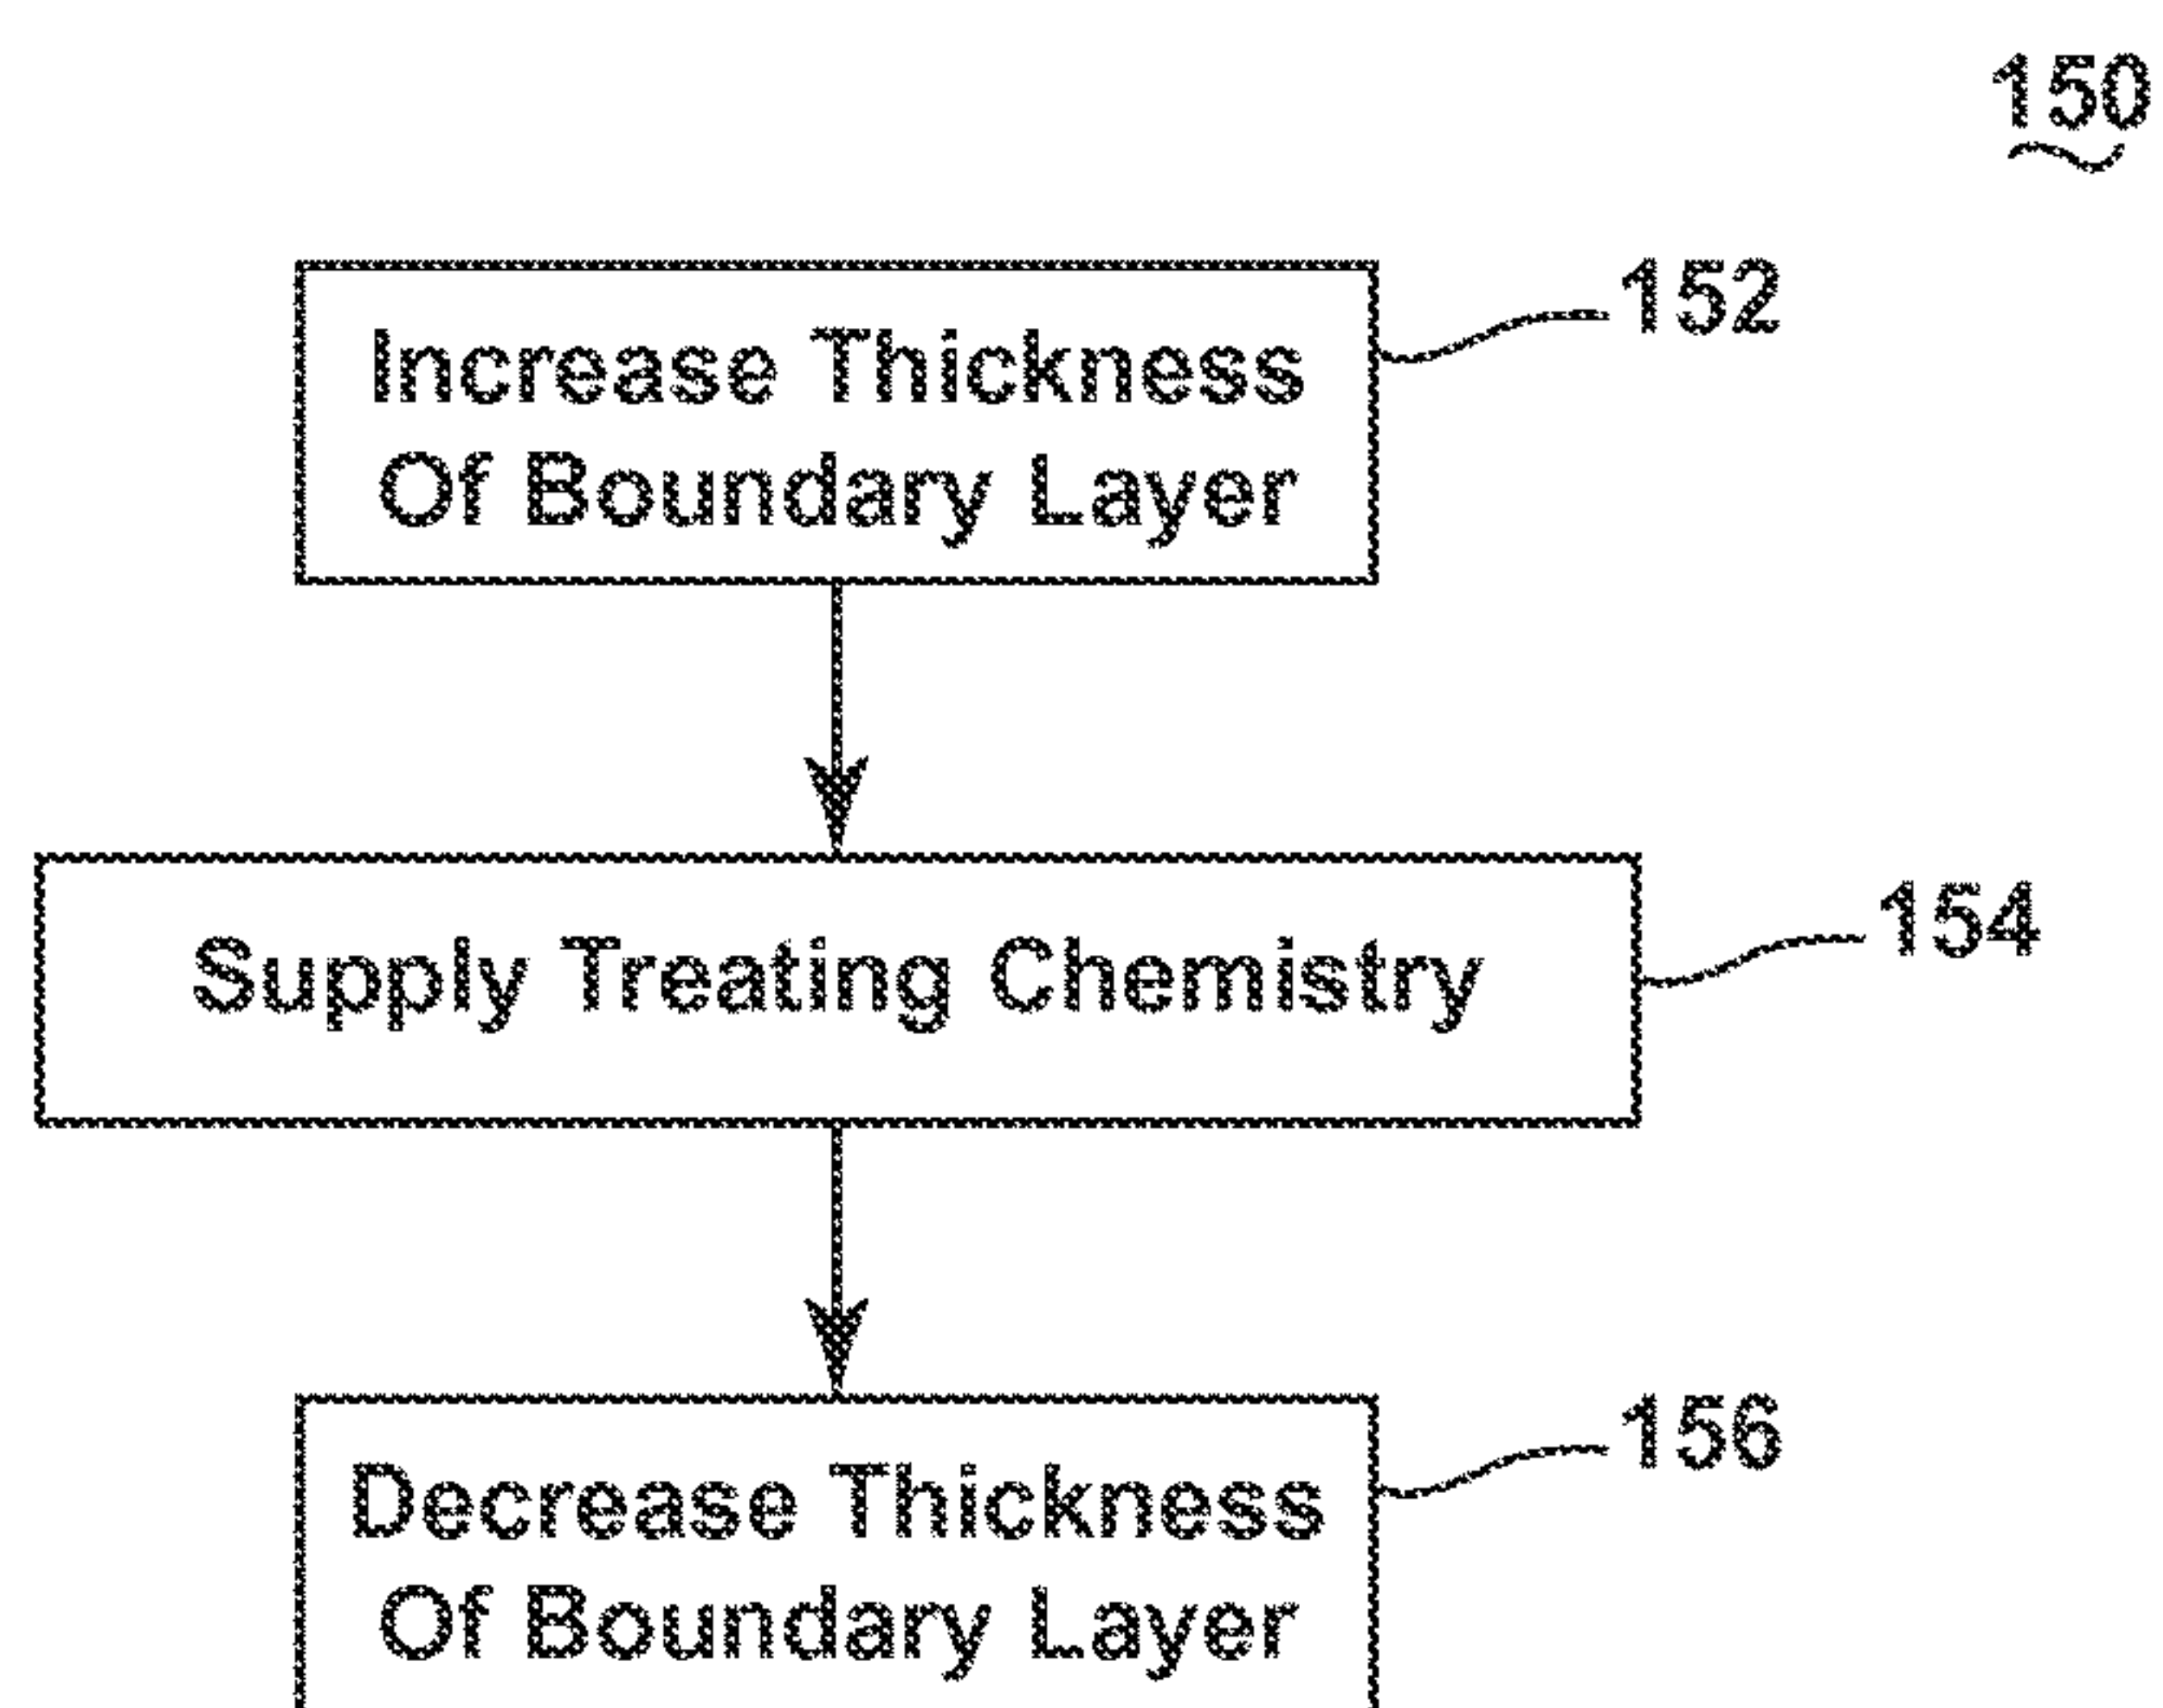 150
Increase Thickness
Of Boundary Layer
152
Supply Treating Chemistry
154
Decrease Thickness
Of Boundary Layer
156